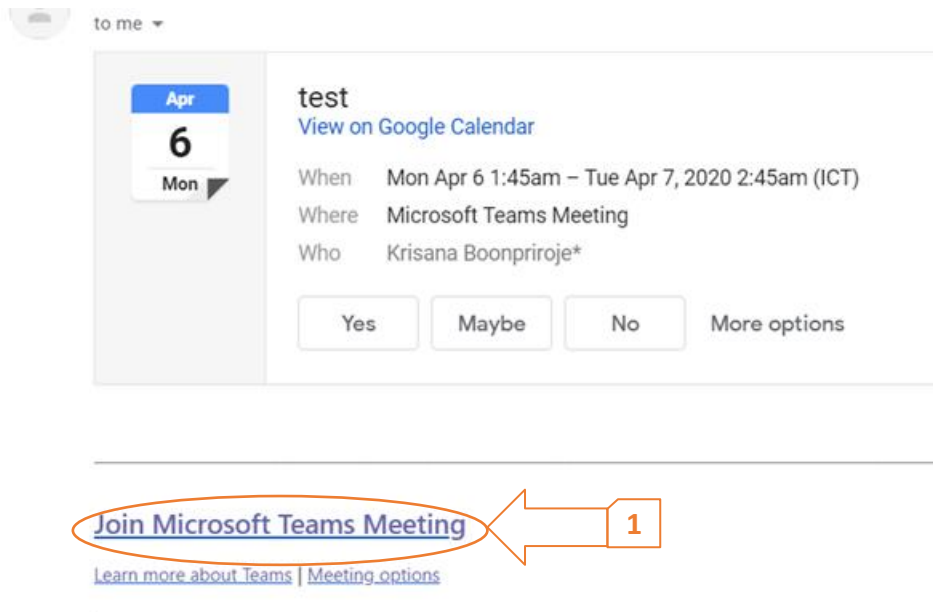 to me
Apr
6
Mon
test
View on Google Calendar
When Mon Apr 6 1:45am – Tue Apr 7, 2020 2:45am (ICT)
Where Microsoft Teams Meeting
Who Krisana Boonpriroje*
Yes Maybe No More options
Join Microsoft Teams Meeting
1
Learn more about Teams | Meeting options